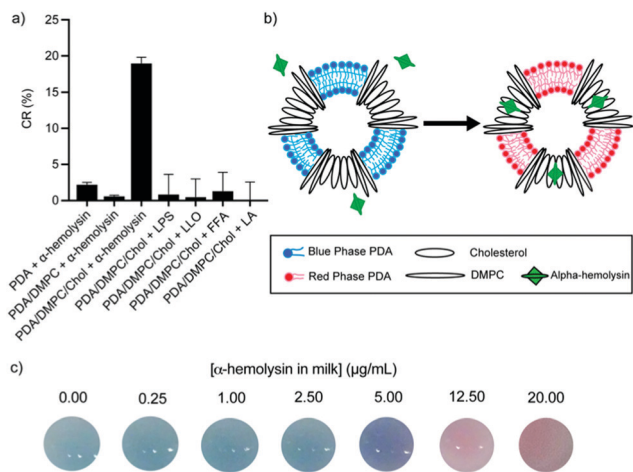 a)
25
20
15
10
5
0
CR (%)
PDA + α-hemolysin
PDA/DMPC + α-hemolysin
PDA/DMPC/Chol + α-hemolysin
PDA/DMPC/Chol + LPS
PDA/DMPC/Chol + LLO
PDA/DMPC/Chol + FFA
PDA/DMPC/Chol + LA
b)
Blue Phase PDA
Cholesterol
Red Phase PDA
DMPC
Alpha-hemolysin
c)
[α-hemolysin in milk] (μg/mL)
0.00 0.25 1.00 2.50 5.00 12.50 20.00